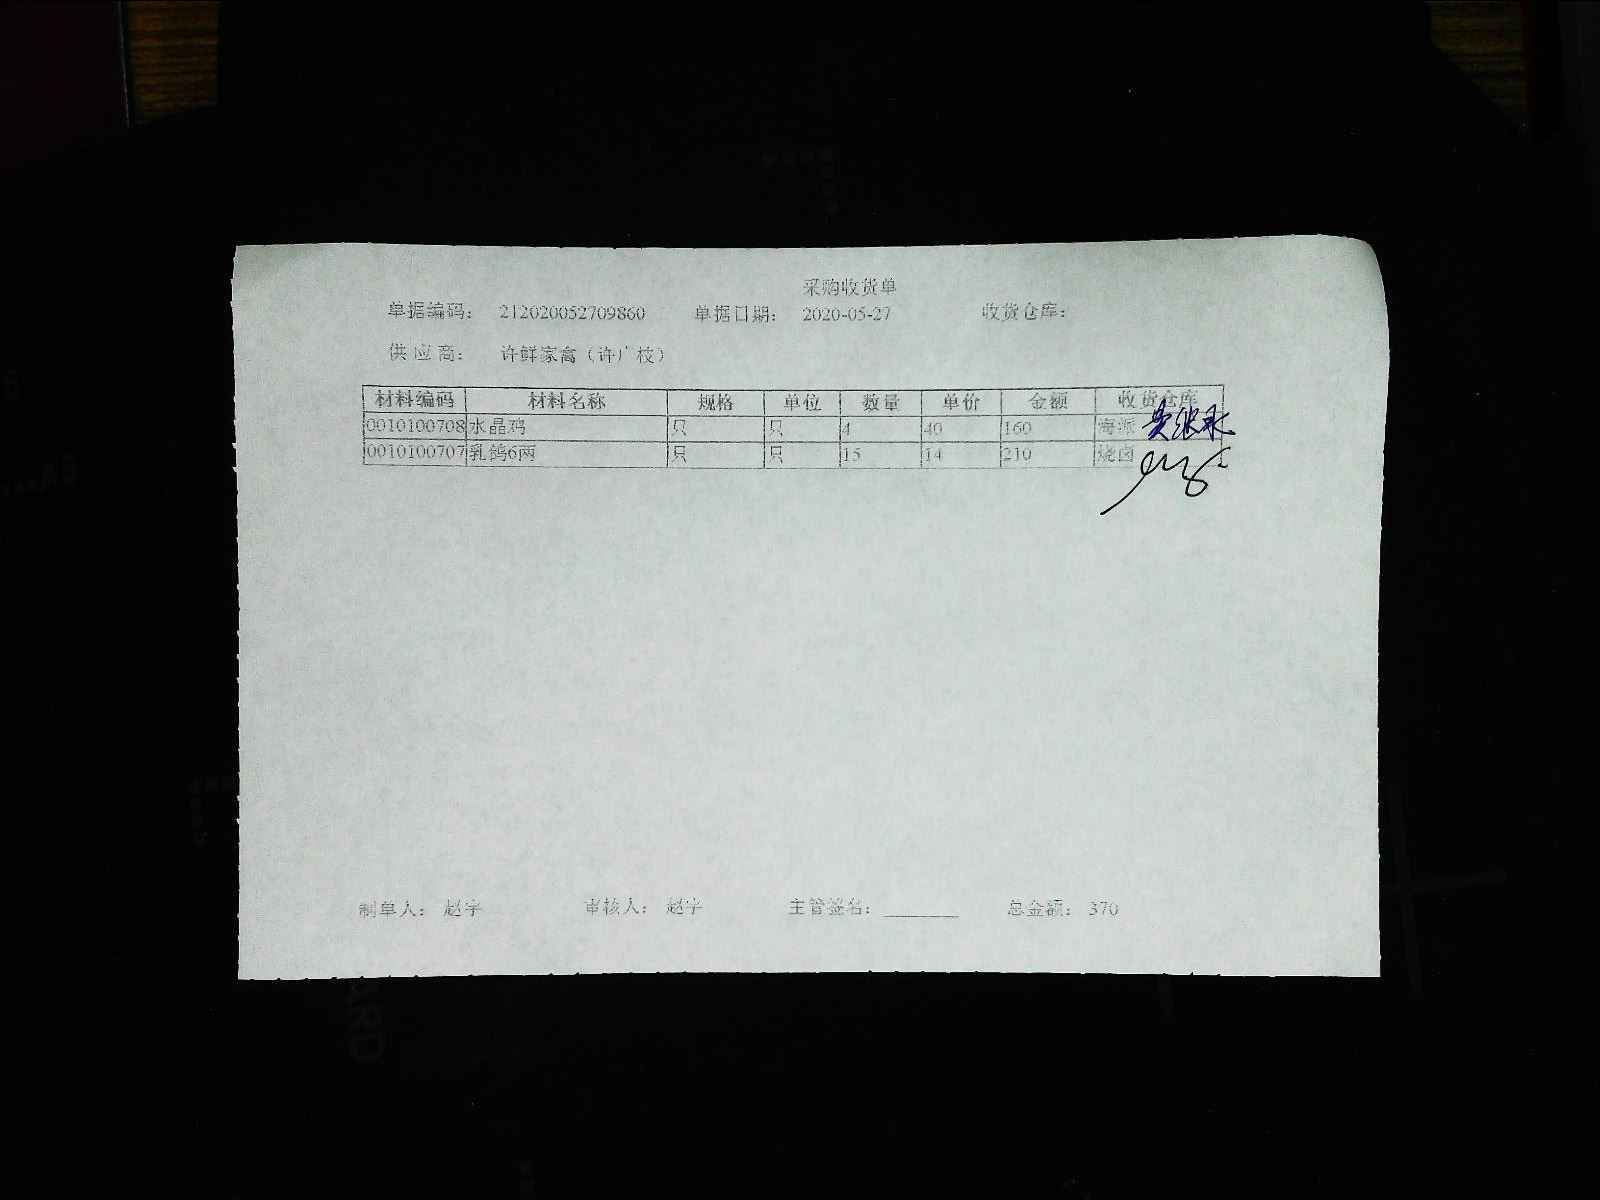 采购收货单
单据编码: 212020052709860 单据日期: 2020-05-27 收货仓库:
供应商: 许鲜家禽（许广枝）
材料编码 材料名称 规格 单位 数量 单价 金额 收货仓库
0010100708 水晶鸡 只 只 4 40 160 海派
0010100707 乳鸽6两 只 只 15 14 210 烧卤
制单人: 赵宇 审核人: 赵宇 主管签名: 总金额: 370